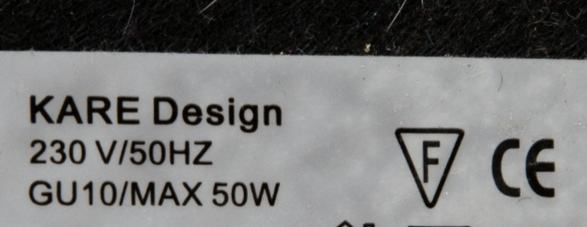 KARE Design
230 V/50HZ
GU10/MAX 50W
F CE